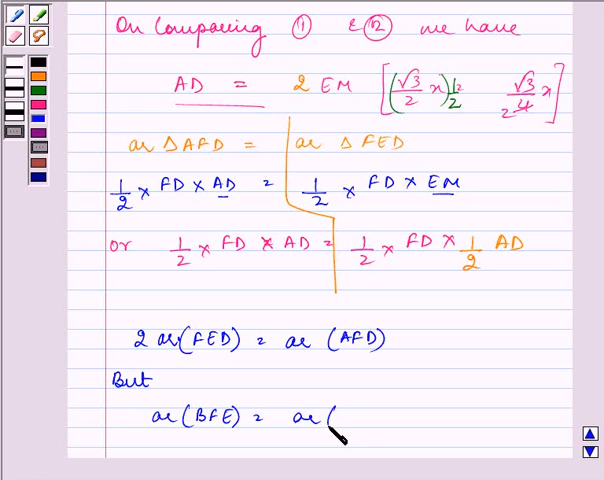 On Comparing ① & ② we have
AD = 2 EM [(√3/2 x) 1/2 √3/4 x]
ar Δ AFD = ar Δ FED
1/2 × FD × AD = 1/2 × FD × EM
or 1/2 × FD × AD = 1/2 × FD × 1/2 AD
2 ar(FED) = ar (AFD)
But
ar (BFE) = ar (